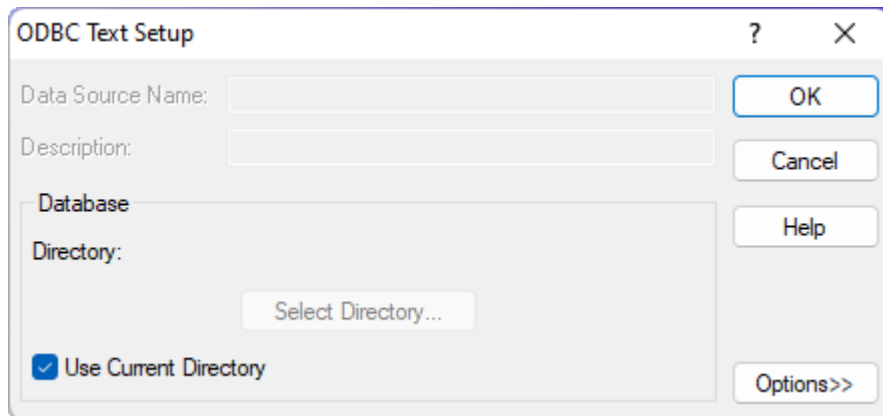 ODBC Text Setup
?
Data Source Name:
OK
Description:
Cancel
Database
Help
Directory:
Select Directory...
Use Current Directory
Options>>